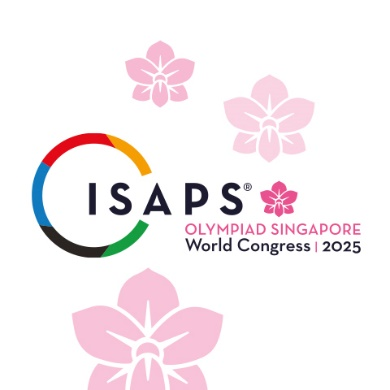 ISAPS®
OLYMPIAD SINGAPORE
World Congress | 2025